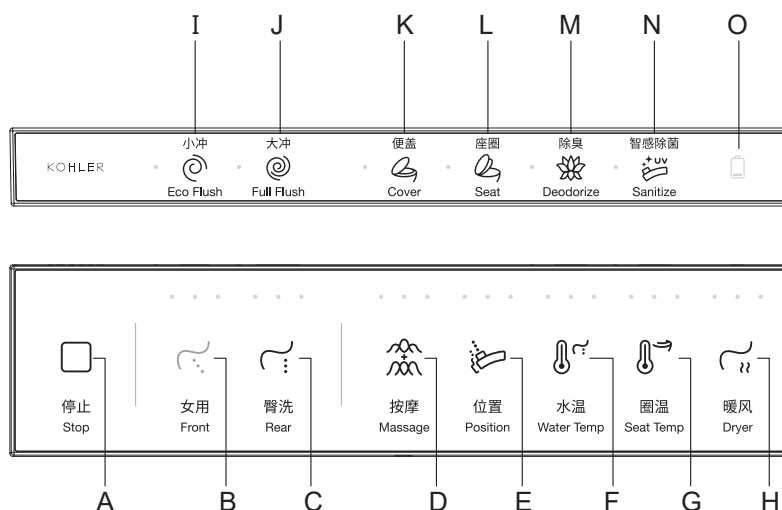 I J K L M N O
小冲 大冲 便盖 座圈 除臭 智感除菌
KOHLER UV
Eco Flush Full Flush Cover Seat Deodorize Sanitize
停止 女用 臀洗 按摩 位置 水温 圈温 暖风
Stop Front Rear Massage Position Water Temp Seat Temp Dryer
A B C D E F G H